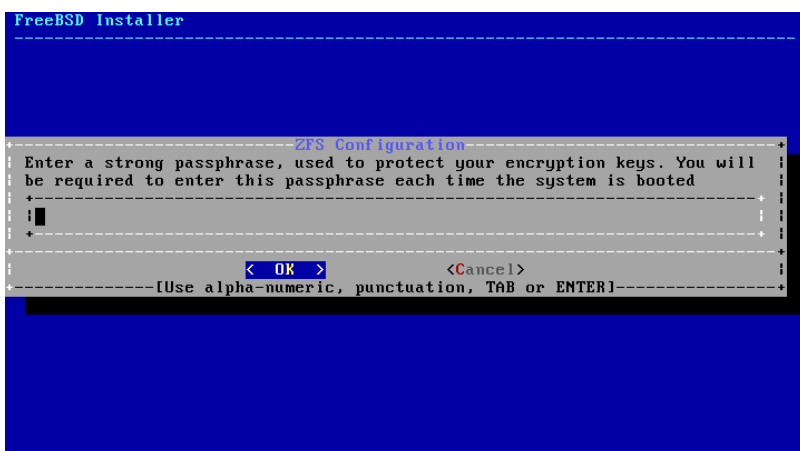 FreeBSD Installer
ZFS Configuration
Enter a strong passphrase, used to protect your encryption keys. You will
be required to enter this passphrase each time the system is booted
< OK > <Cancel>
[Use alpha-numeric, punctuation, TAB or ENTER]